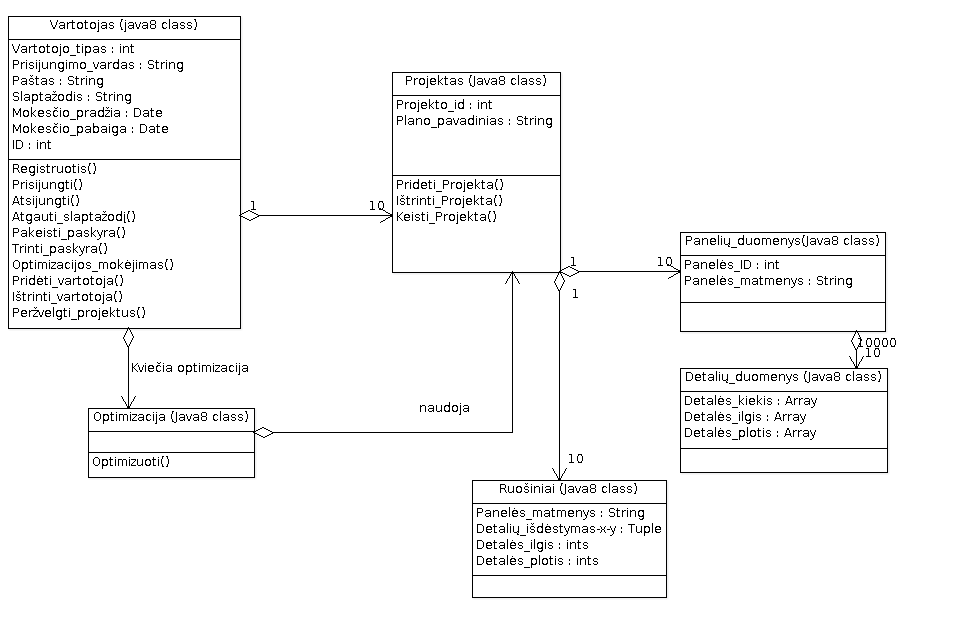 Vartotojas (java8 class)
Vartotojo_tipas : int
Prisijungimo_vardas : String
Paštas : String
Slaptažodis : String
Mokesčio_pradžia : Date
Mokesčio_pabaiga : Date
ID : int
Registruotis()
Prisijungti()
Atsijungti()
Atgauti_slaptažodį()
Pakeisti_paskyra()
Trinti_paskyra()
Optimizacijos_mokėjimas()
Pridėti_vartotoja()
Ištrinti_vartotoja()
Peržvelgti_projektus()
1
10
Projektas (Java8 class)
Projekto_id : int
Plano_pavadinias : String
Prideti_Projekta()
Ištrinti_Projekta()
Keisti_Projekta()
1
10
1
Panelių_duomenys(Java8 class)
Panelės_ID : int
Panelės_matmenys : String
10000
10
Detalių_duomenys (Java8 class)
Detalės_kiekis : Array
Detalės_ilgis : Array
Detalės_plotis : Array
Kviečia optimizacija
Optimizacija (Java8 class)
Optimizuoti()
naudoja
10
Ruošiniai (Java8 class)
Panelės_matmenys : String
Detalių_išdėstymas-x-y : Tuple
Detalės_ilgis : ints
Detalės_plotis : ints